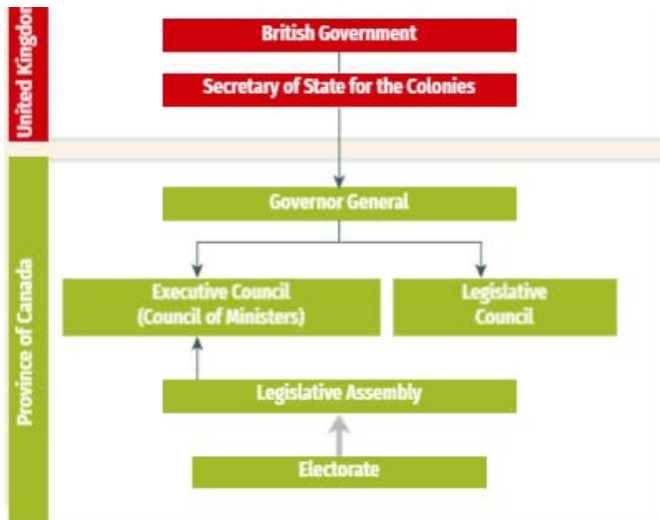 United Kingdom
British Government
Secretary of State for the Colonies
Province of Canada
Governor General
Executive Council
(Council of Ministers)
Legislative
Council
Legislative Assembly
Electorate